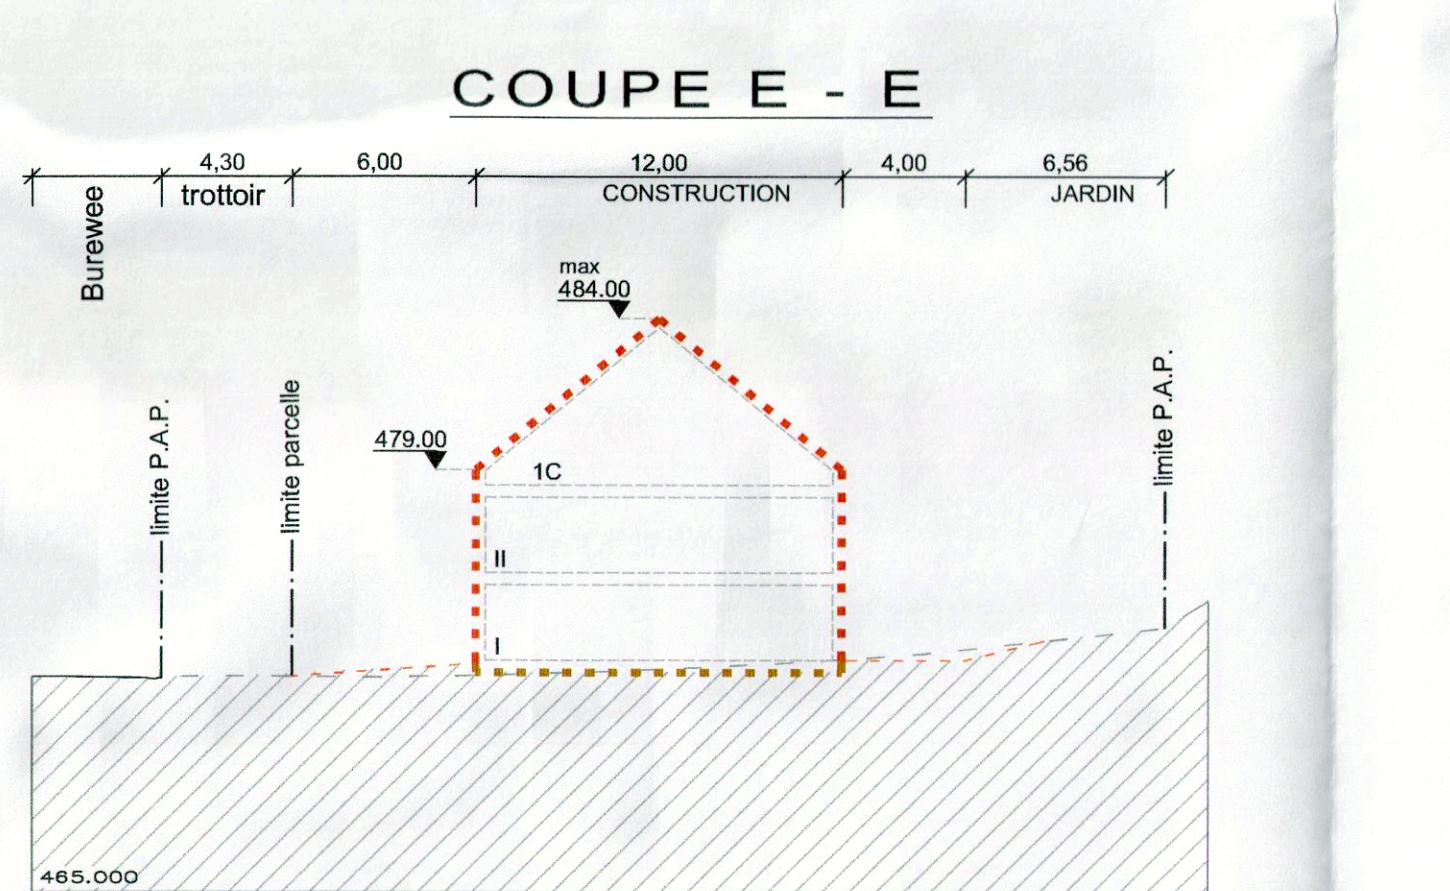 COUPE E - E
4,30
6,00
12,00
4,00
6,56
Burewee
trottoir
CONSTRUCTION
JARDIN
max
484.00
limite P.A.P.
limite parcelle
479.00
limite P.A.P.
1C
II
I
465.000